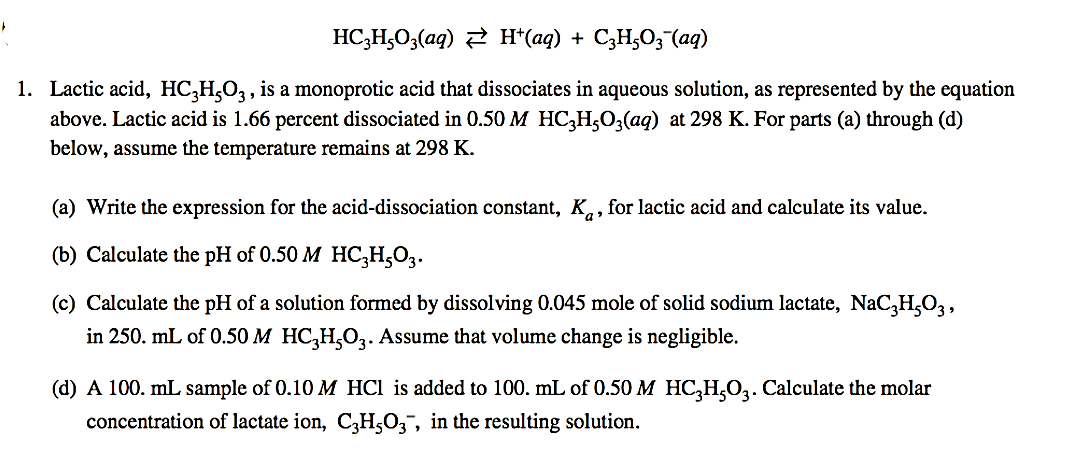 HC₃H₅O₃(aq) ⇄ H⁺(aq) + C₃H₅O₃⁻(aq)
1. Lactic acid, HC₃H₅O₃, is a monoprotic acid that dissociates in aqueous solution, as represented by the equation
above. Lactic acid is 1.66 percent dissociated in 0.50 M HC₃H₅O₃(aq) at 298 K. For parts (a) through (d)
below, assume the temperature remains at 298 K.
(a) Write the expression for the acid-dissociation constant, Kₐ, for lactic acid and calculate its value.
(b) Calculate the pH of 0.50 M HC₃H₅O₃.
(c) Calculate the pH of a solution formed by dissolving 0.045 mole of solid sodium lactate, NaC₃H₅O₃,
in 250. mL of 0.50 M HC₃H₅O₃. Assume that volume change is negligible.
(d) A 100. mL sample of 0.10 M HCl is added to 100. mL of 0.50 M HC₃H₅O₃. Calculate the molar
concentration of lactate ion, C₃H₅O₃⁻, in the resulting solution.